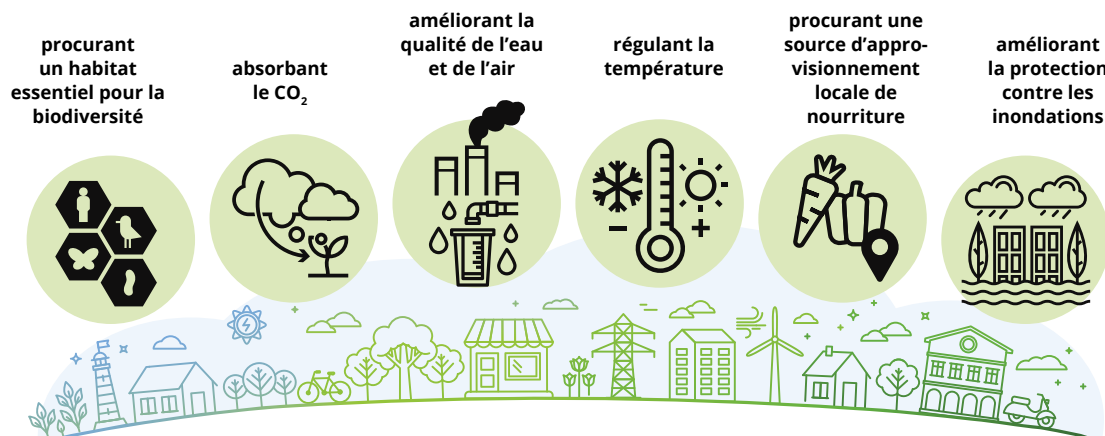 procurant
un habitat
essentiel pour la
biodiversité
absorbant
le CO₂
améliorant la
qualité de l’eau
et de l’air
régulant la
température
procurant une
source d’appro-
visionnement
locale de
nourriture
améliorant
la protection
contre les
inondations